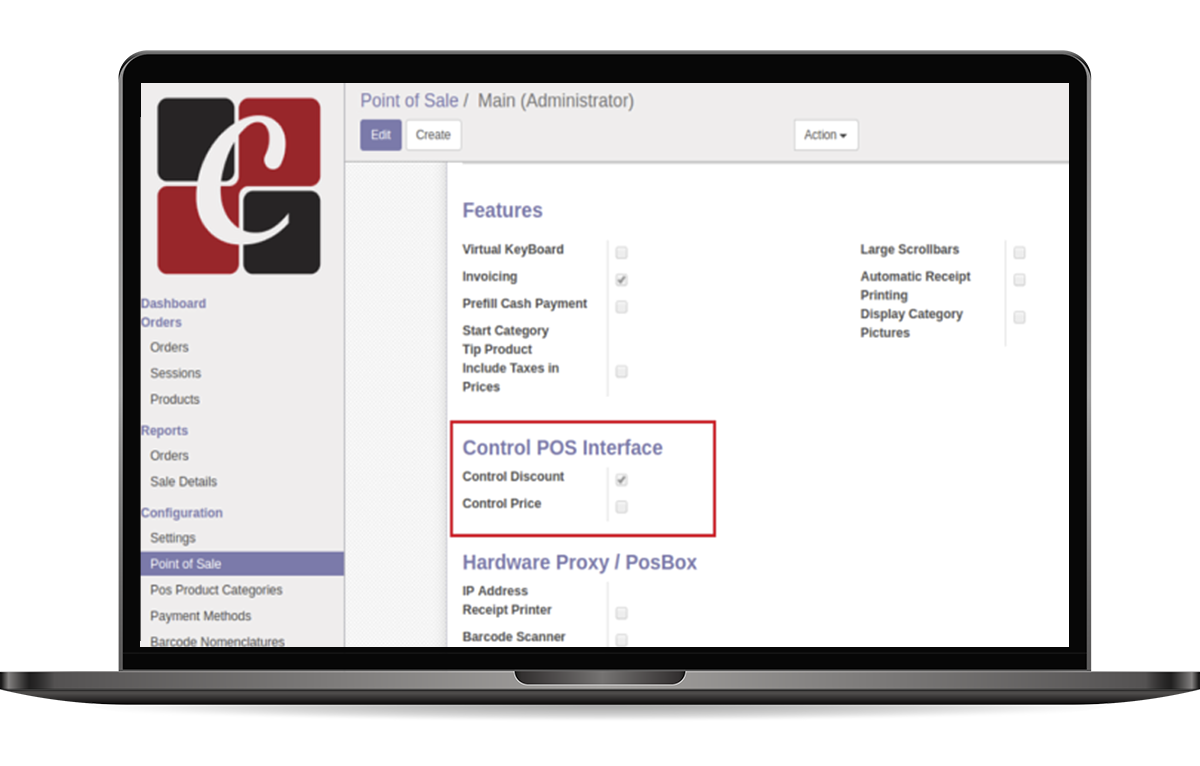 Point of Sale / Main (Administrator)
Edit Create Action
C
Dashboard
Orders
Orders
Sessions
Products
Reports
Orders
Sale Details
Configuration
Settings
Point of Sale
Pos Product Categories
Payment Methods
Barcode Nomenclatures
Features
Virtual KeyBoard
Invoicing
Prefill Cash Payment
Start Category
Tip Product
Include Taxes in
Prices
Large Scrollbars
Automatic Receipt
Printing
Display Category
Pictures
Control POS Interface
Control Discount
Control Price
Hardware Proxy / PosBox
IP Address
Receipt Printer
Barcode Scanner